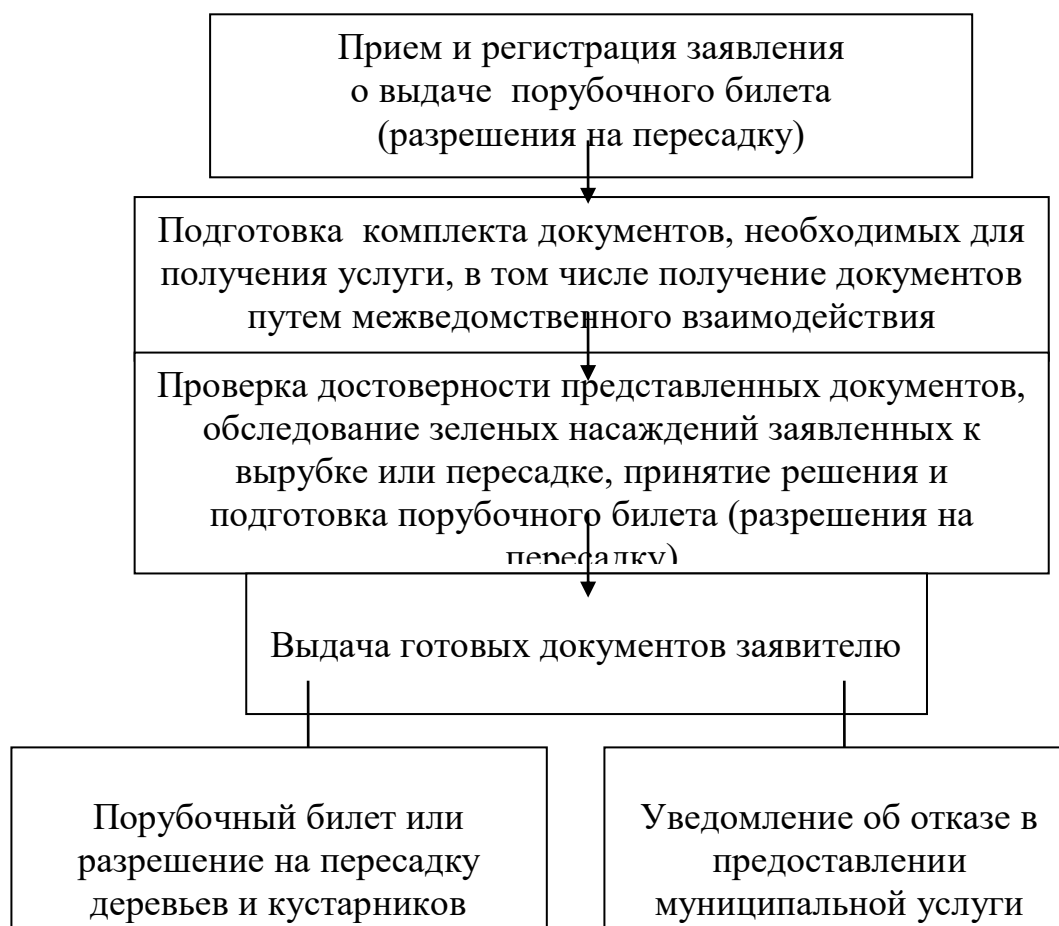 Прием и регистрация заявления
о выдаче порубочного билета
(разрешения на пересадку)
Подготовка комплекта документов, необходимых для
получения услуги, в том числе получение документов
путем межведомственного взаимодействия
Проверка достоверности представленных документов,
обследование зеленых насаждений заявленных к
вырубке или пересадке, принятие решения и
подготовка порубочного билета (разрешения на
пересадку)
Выдача готовых документов заявителю
Порубочный билет или
разрешение на пересадку
деревьев и кустарников
Уведомление об отказе в
предоставлении
муниципальной услуги